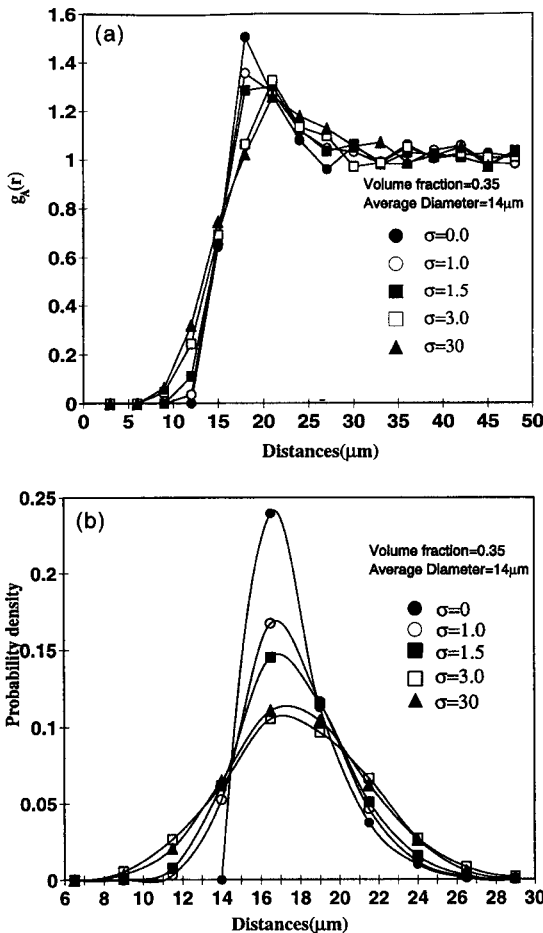 (a)
1.6
1.4
1.2
1
0.8
0.6
0.4
0.2
0
g_A(r)
Volume fraction=0.35
Average Diameter=14μm
σ=0.0
σ=1.0
σ=1.5
σ=3.0
σ=30
0 5 10 15 20 25 30 35 40 45 50
Distances(μm)
(b)
0.25
0.2
0.15
0.1
0.05
0
Probability density
Volume fraction=0.35
Average Diameter=14μm
σ=0
σ=1.0
σ=1.5
σ=3.0
σ=30
6 8 10 12 14 16 18 20 22 24 26 28 30
Distances(μm)